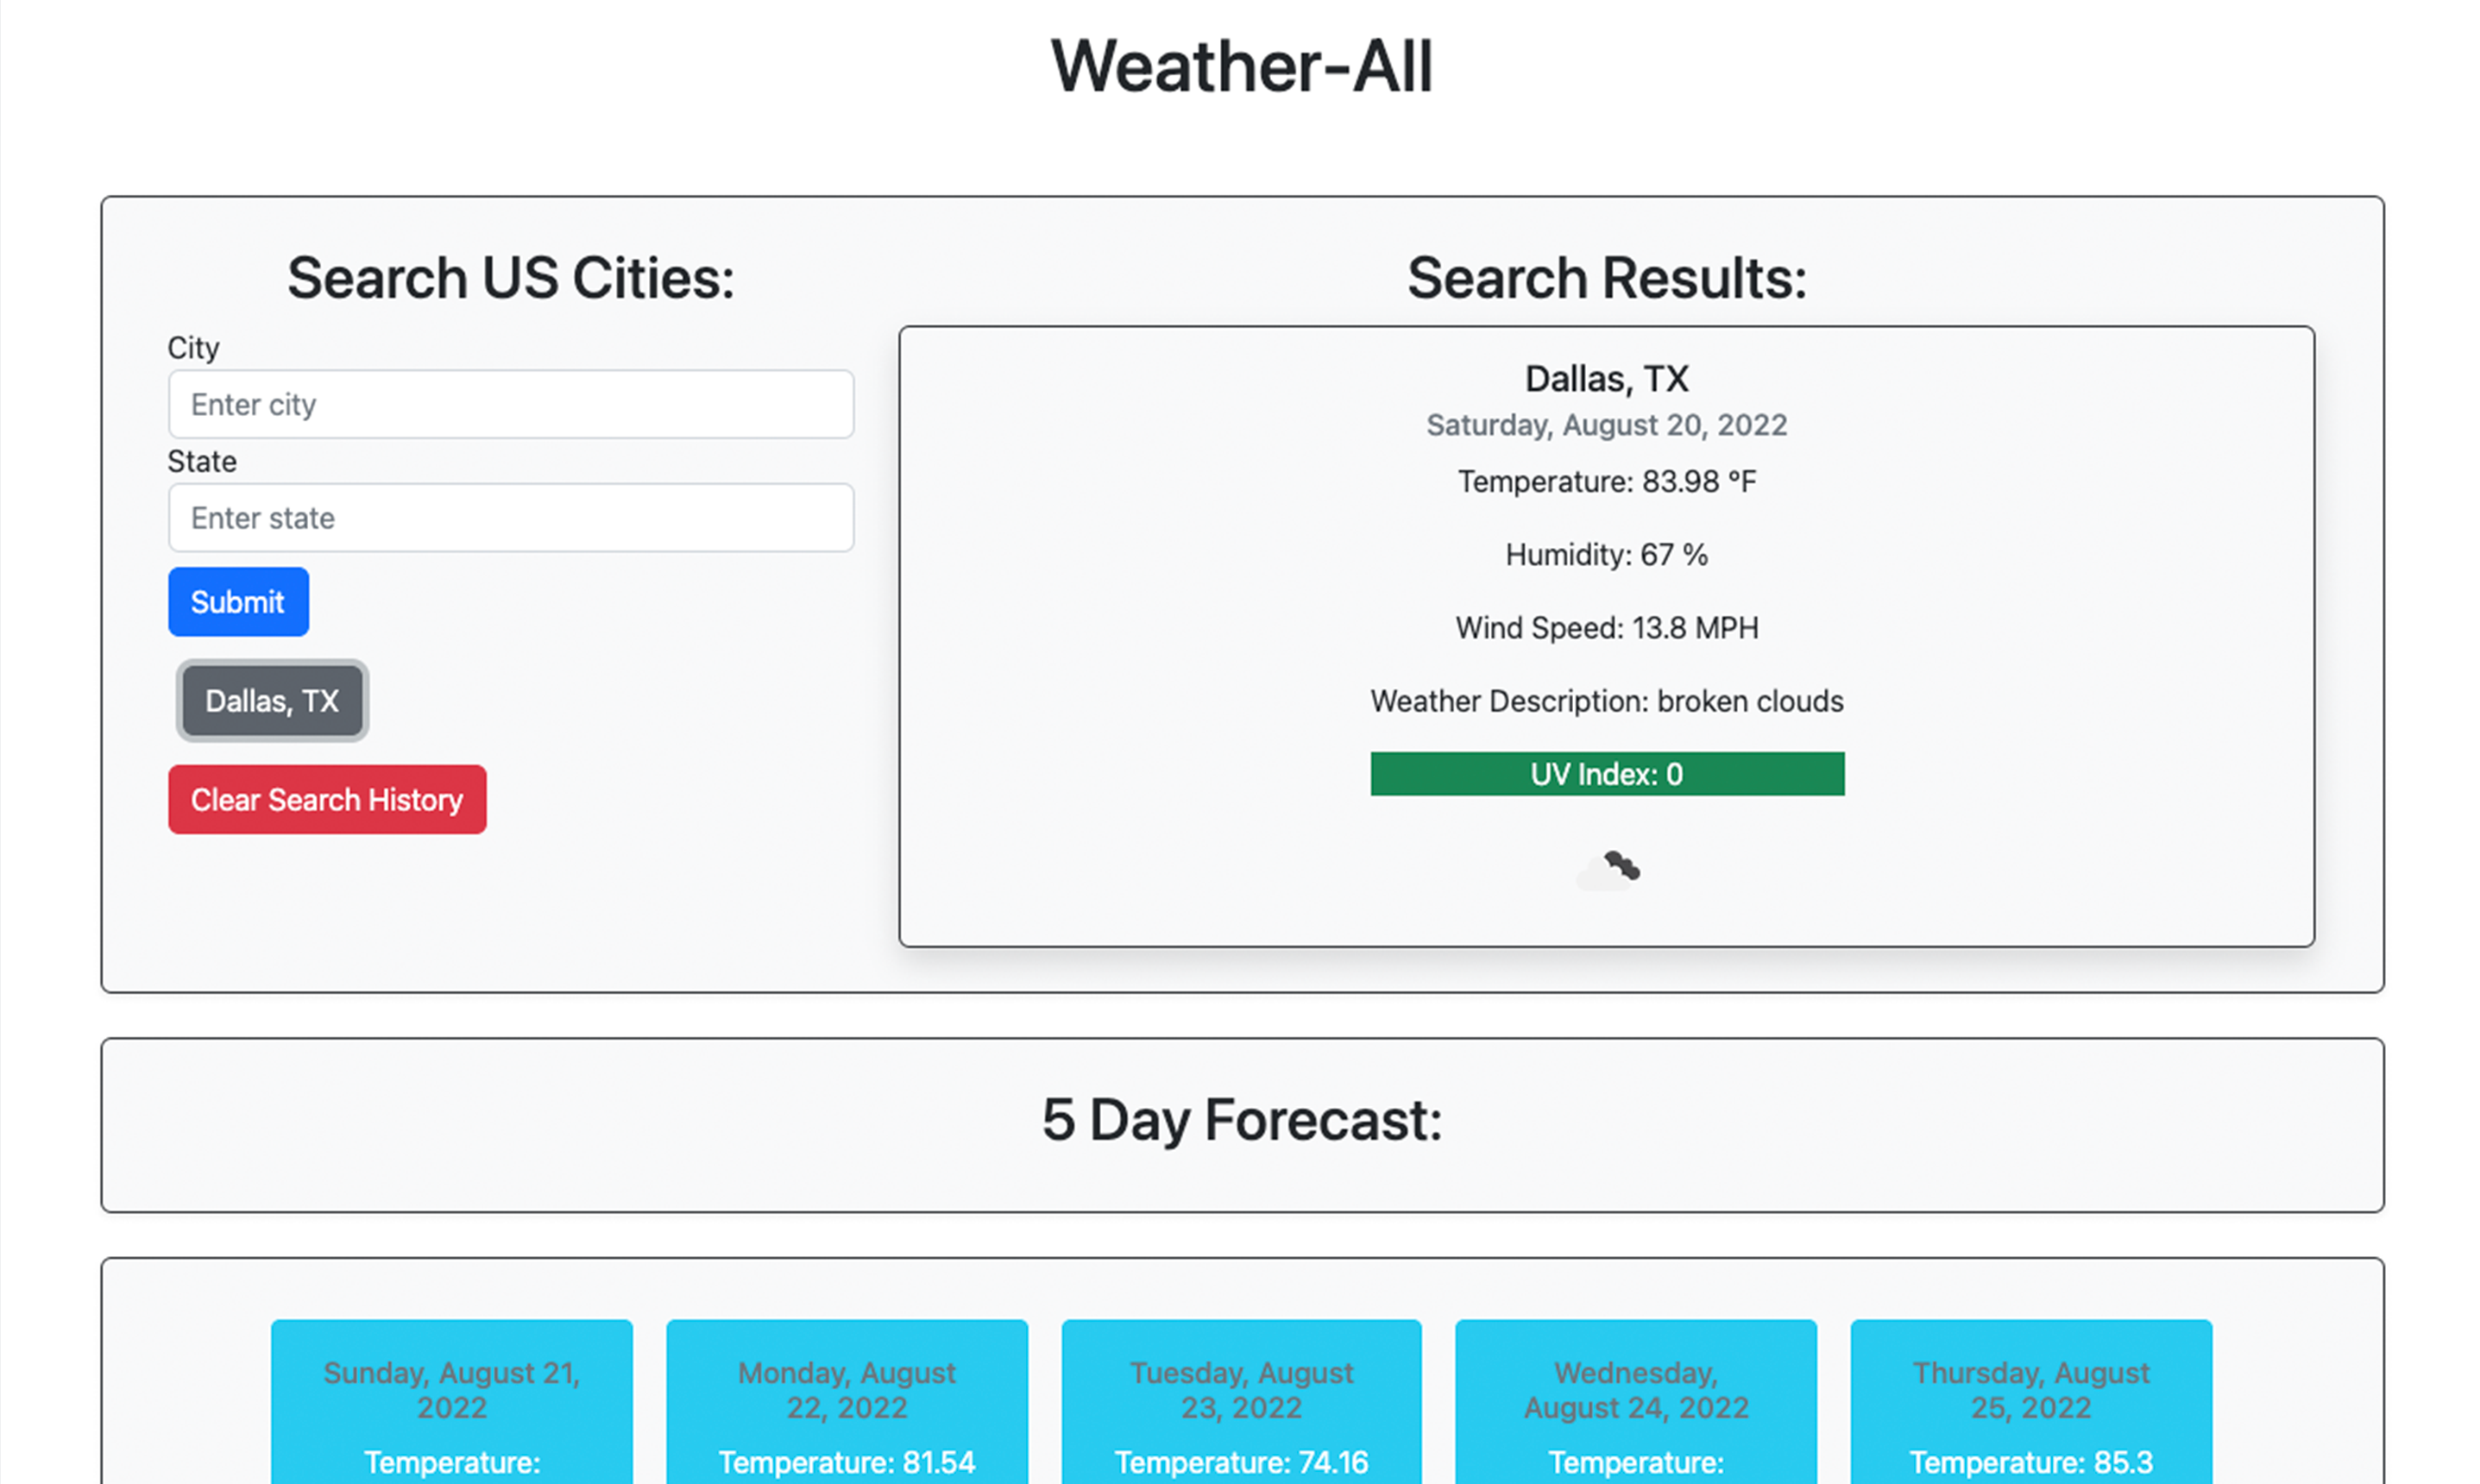 Weather-All
Search US Cities:
City
Enter city
State
Enter state
Submit
Dallas, TX
Clear Search History
Search Results:
Dallas, TX
Saturday, August 20, 2022
Temperature: 83.98 °F
Humidity: 67 %
Wind Speed: 13.8 MPH
Weather Description: broken clouds
UV Index: 0
5 Day Forecast:
Sunday, August 21,
2022
Temperature:
Monday, August
22, 2022
Temperature: 81.54
Tuesday, August
23, 2022
Temperature: 74.16
Wednesday,
August 24, 2022
Temperature:
Thursday, August
25, 2022
Temperature: 85.3